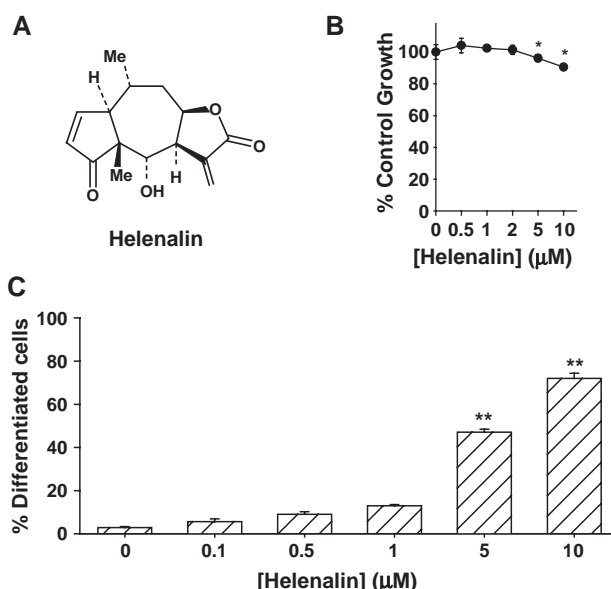 A
Me
H
O
O
Me
H
O
OH
Helenalin
B
% Control Growth
100
80
60
40
20
0
* *
0 0.5 1 2 5 10
[Helenalin] (µM)
C
% Differentiated cells
100
80
60
40
20
0
** **
0 0.1 0.5 1 5 10
[Helenalin] (µM)